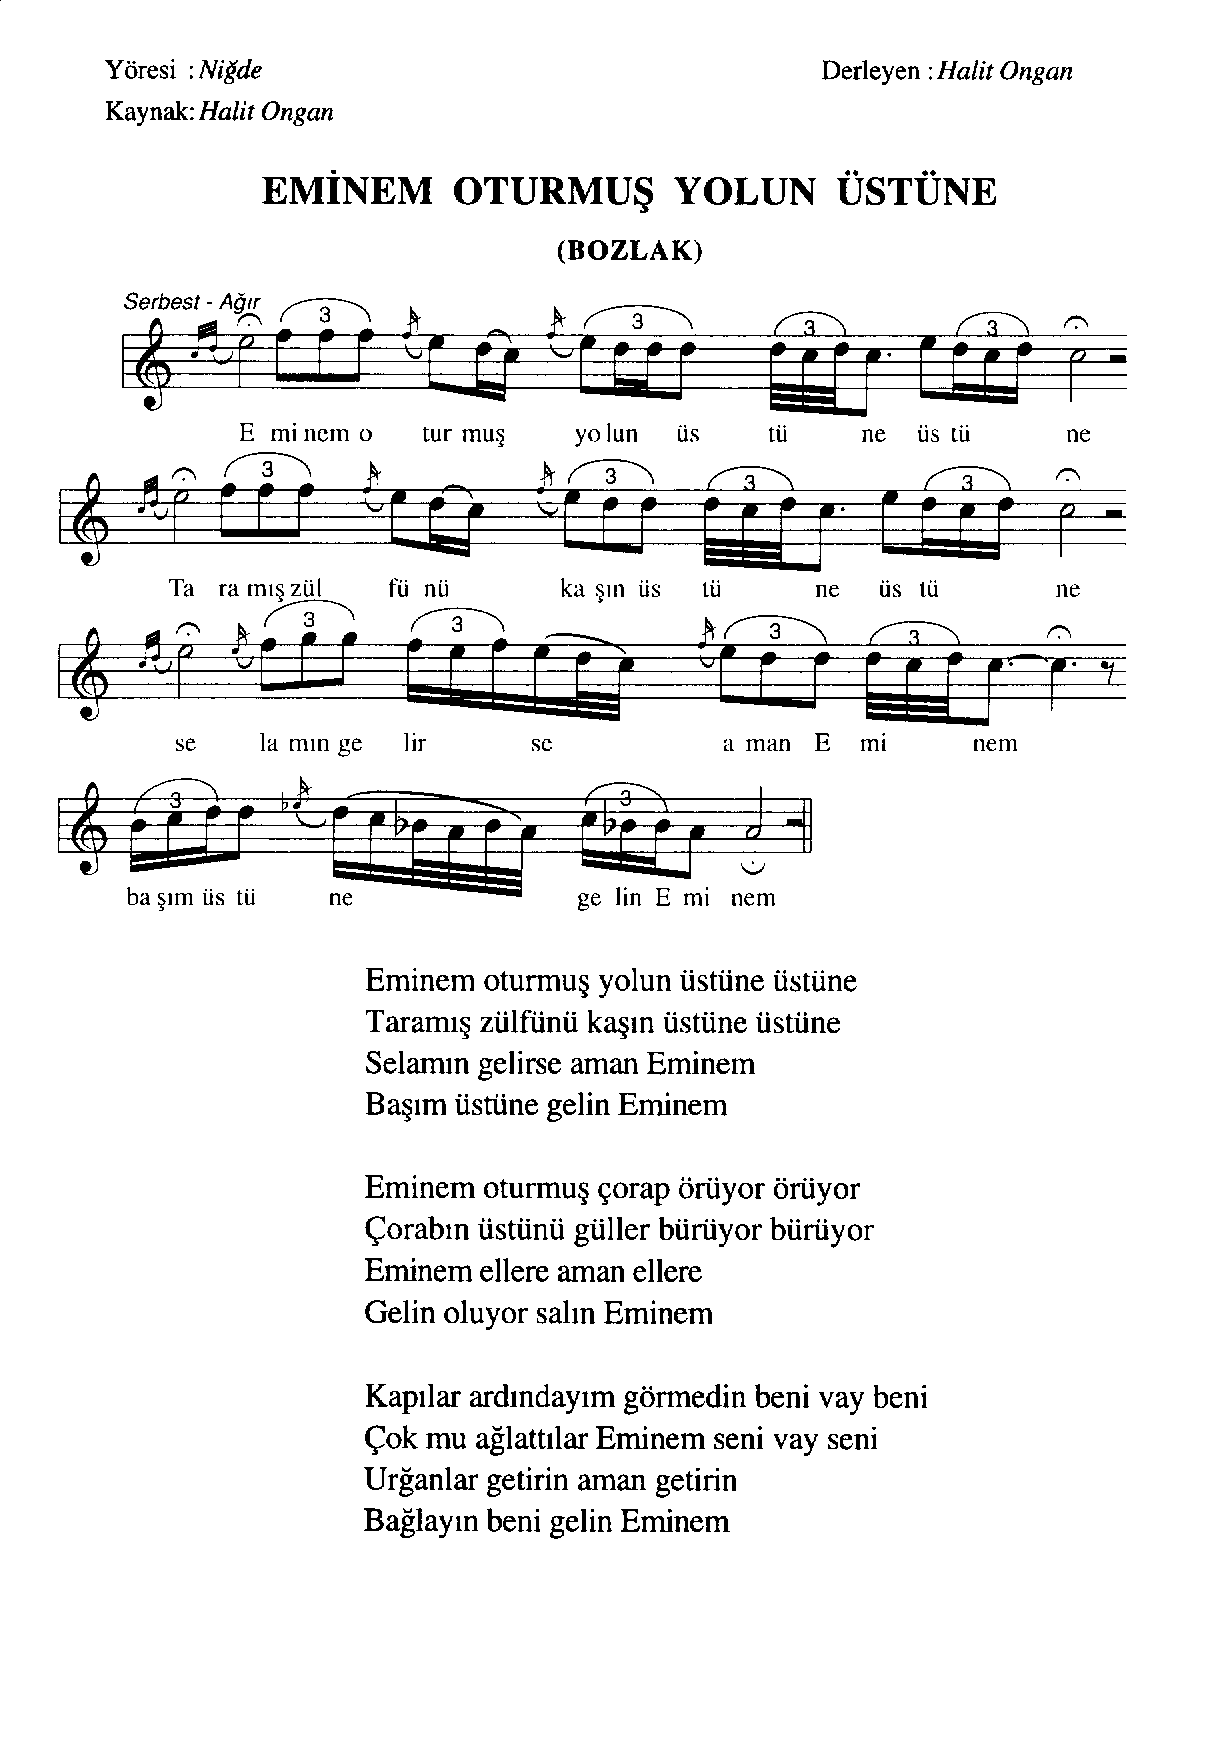 Yöresi : Niğde Derleyen : Halit Ongan
Kaynak: Halit Ongan
EMİNEM OTURMUŞ YOLUN ÜSTÜNE
(BOZLAK)
Serbest - Ağır
3 3 3 3
E mi nem o tur muş yo lun üs tü ne üs tü ne
3 3 3 3
Ta ra mış zül fü nü ka şın üs tü ne üs tü ne
3 3 3 3
se la mın ge lir se a man E mi nem
3 3
ba şım üs tü ne ge lin E mi nem
Eminem oturmuş yolun üstüne üstüne
Taramış zülfünü kaşın üstüne üstüne
Selamın gelirse aman Eminem
Başım üstüne gelin Eminem
Eminem oturmuş çorap örüyor örüyor
Çorabın üstünü güller bürüyor bürüyor
Eminem ellere aman ellere
Gelin oluyor salın Eminem
Kapılar ardındayım görmedin beni vay beni
Çok mu ağlattılar Eminem seni vay seni
Urğanlar getirin aman getirin
Bağlayın beni gelin Eminem